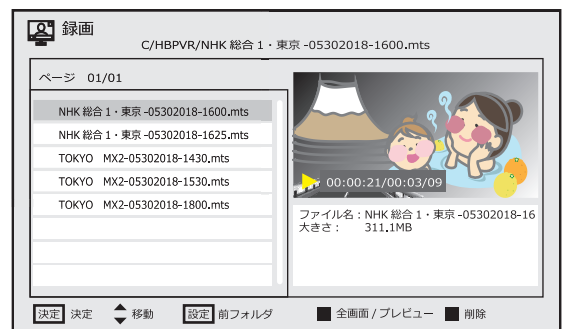 録画
C/HBPVR/NHK 総合 1・東京 -05302018-1600.mts
ページ 01/01
NHK 総合 1・東京 -05302018-1600.mts
NHK 総合 1・東京 -05302018-1625.mts
TOKYO MX2-05302018-1430.mts
TOKYO MX2-05302018-1530.mts
TOKYO MX2-05302018-1800.mts
00:00:21/00:03/09
ファイル名：NHK 総合 1・東京 -05302018-16
大きさ： 311.1MB
決定 決定 移動 設定 前フォルダ 全画面 / プレビュー 削除